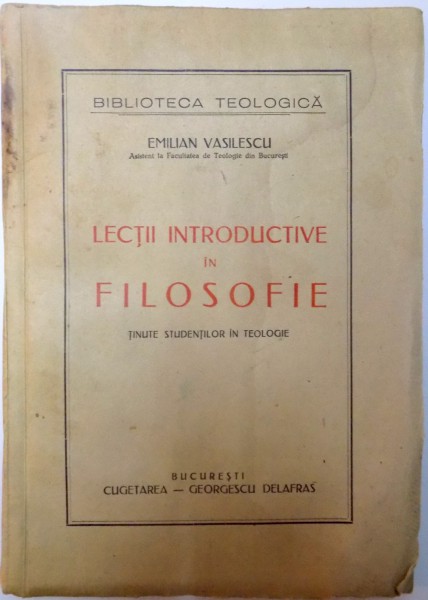 BIBLIOTECA TEOLOGICĂ
EMILIAN VASILESCU
Asistent la Facultatea de Teologie din București
LECȚII INTRODUCTIVE
ÎN
FILOSOFIE
ȚINUTE STUDENȚILOR ÎN TEOLOGIE
BUCUREȘTI
CUGETAREA — GEORGESCU DELAFRAS